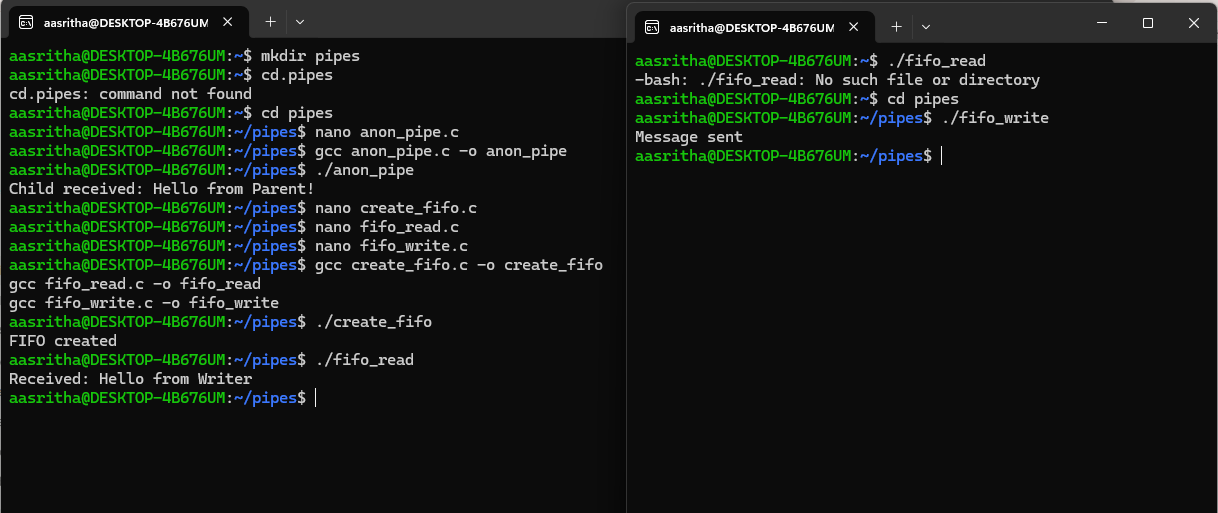 aasritha@DESKTOP-4B676UM
aasritha@DESKTOP-4B676UM:~$ mkdir pipes
aasritha@DESKTOP-4B676UM:~$ cd.pipes
cd.pipes: command not found
aasritha@DESKTOP-4B676UM:~$ cd pipes
aasritha@DESKTOP-4B676UM:~/pipes$ nano anon_pipe.c
aasritha@DESKTOP-4B676UM:~/pipes$ gcc anon_pipe.c -o anon_pipe
aasritha@DESKTOP-4B676UM:~/pipes$ ./anon_pipe
Child received: Hello from Parent!
aasritha@DESKTOP-4B676UM:~/pipes$ nano create_fifo.c
aasritha@DESKTOP-4B676UM:~/pipes$ nano fifo_read.c
aasritha@DESKTOP-4B676UM:~/pipes$ nano fifo_write.c
aasritha@DESKTOP-4B676UM:~/pipes$ gcc create_fifo.c -o create_fifo
gcc fifo_read.c -o fifo_read
gcc fifo_write.c -o fifo_write
aasritha@DESKTOP-4B676UM:~/pipes$ ./create_fifo
FIFO created
aasritha@DESKTOP-4B676UM:~/pipes$ ./fifo_read
Received: Hello from Writer
aasritha@DESKTOP-4B676UM:~/pipes$
aasritha@DESKTOP-4B676UM
aasritha@DESKTOP-4B676UM:~$ ./fifo_read
-bash: ./fifo_read: No such file or directory
aasritha@DESKTOP-4B676UM:~$ cd pipes
aasritha@DESKTOP-4B676UM:~/pipes$ ./fifo_write
Message sent
aasritha@DESKTOP-4B676UM:~/pipes$